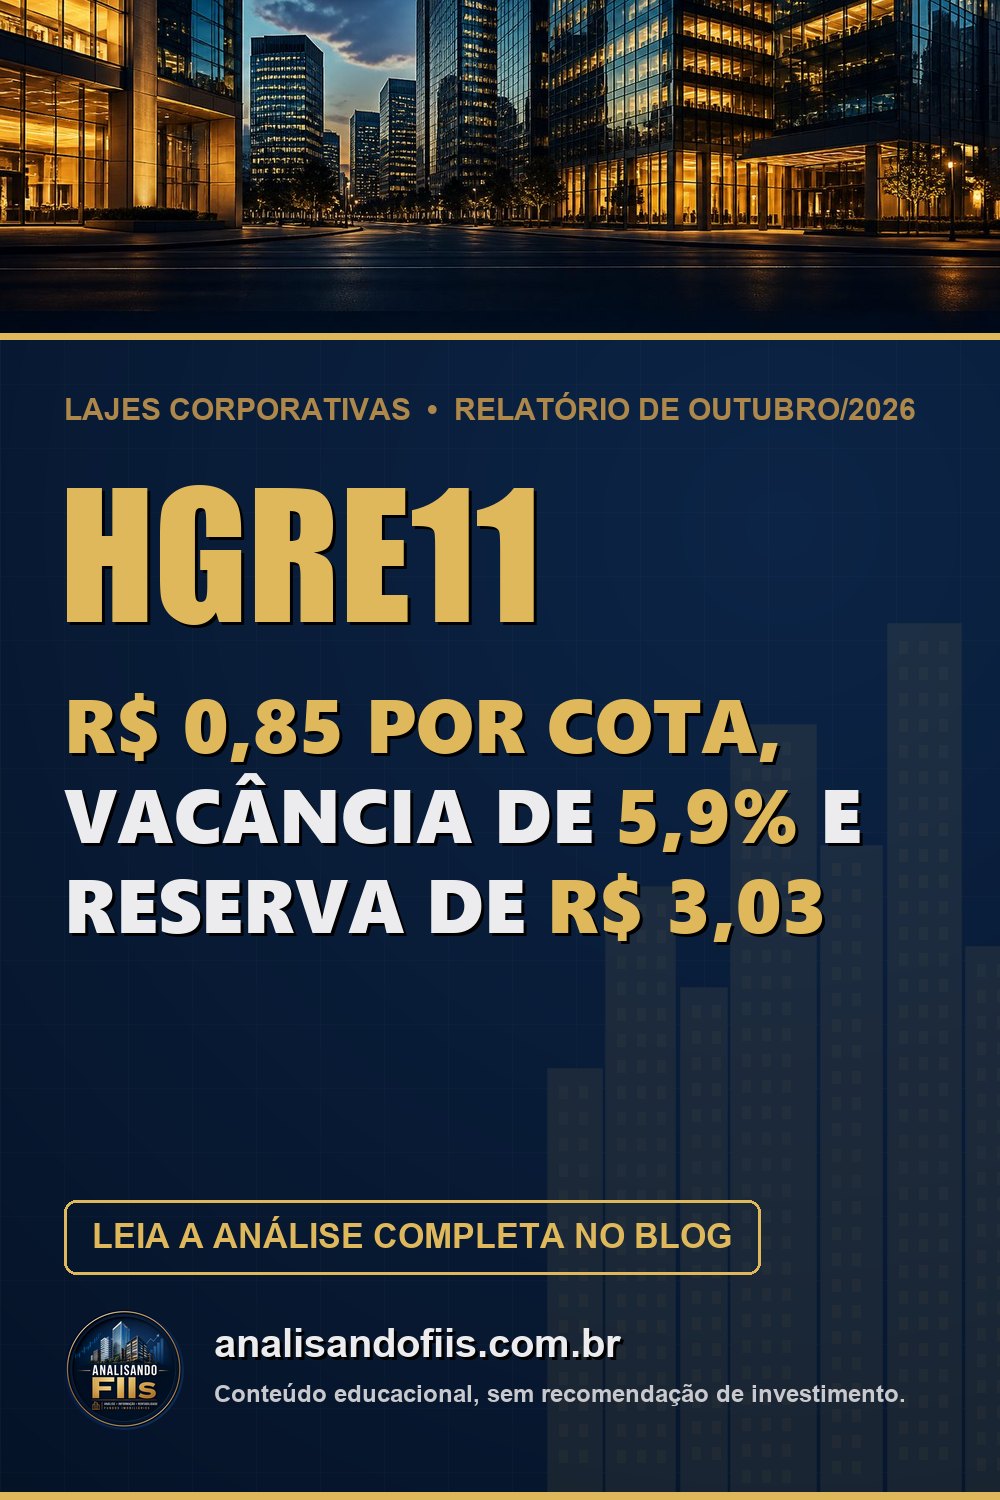 LAJES CORPORATIVAS • RELATÓRIO DE OUTUBRO/2026
HGRE11
R$ 0,85 POR COTA,
VACÂNCIA DE 5,9% E
RESERVA DE R$ 3,03
LEIA A ANÁLISE COMPLETA NO BLOG
ANALISANDO
FIIs
analisandofiis.com.br
Conteúdo educacional, sem recomendação de investimento.